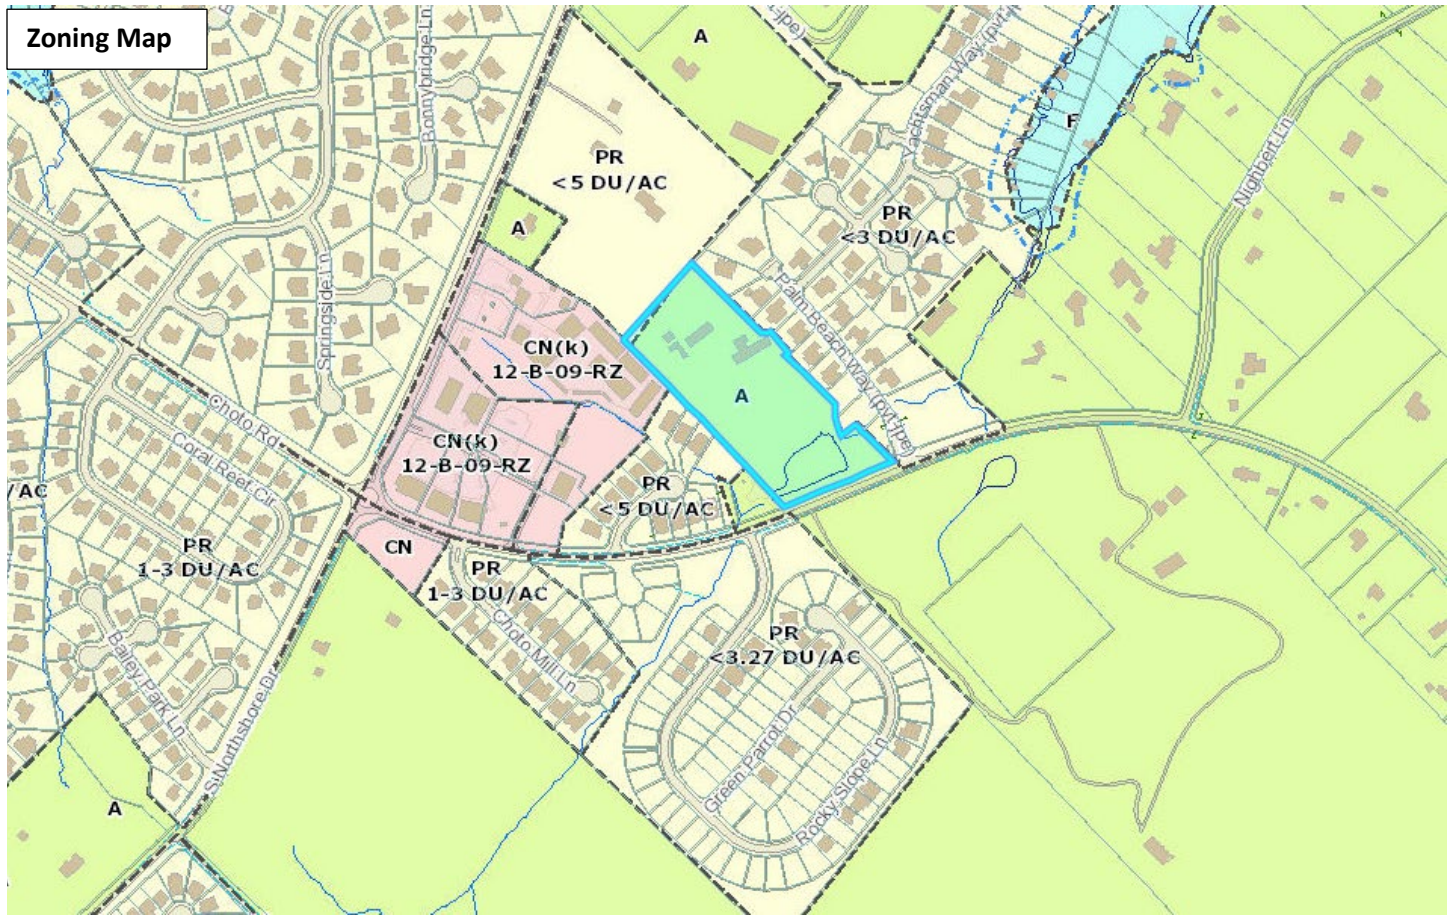 Zoning Map
Bonnybridge Ln
A
Yachtsman Way (pvt-jpe)
F
Nighbert Ln
PR
<5 DU/AC
A
PR
<3 DU/AC
Springside Ln
Palm Beach Way (pvt-jpe)
CN(k)
12-B-09-RZ
A
Choto Rd
Coral Reef Cir
CN(k)
12-B-09-RZ
/AC
PR
<5 DU/AC
PR
1-3 DU/AC
CN
PR
1-3 DU/AC
Choto Mill Ln
PR
<3.27 DU/AC
Bailey Park Ln
S Northshore Dr
Green Parrot Dr
Rocky Slope Ln
A